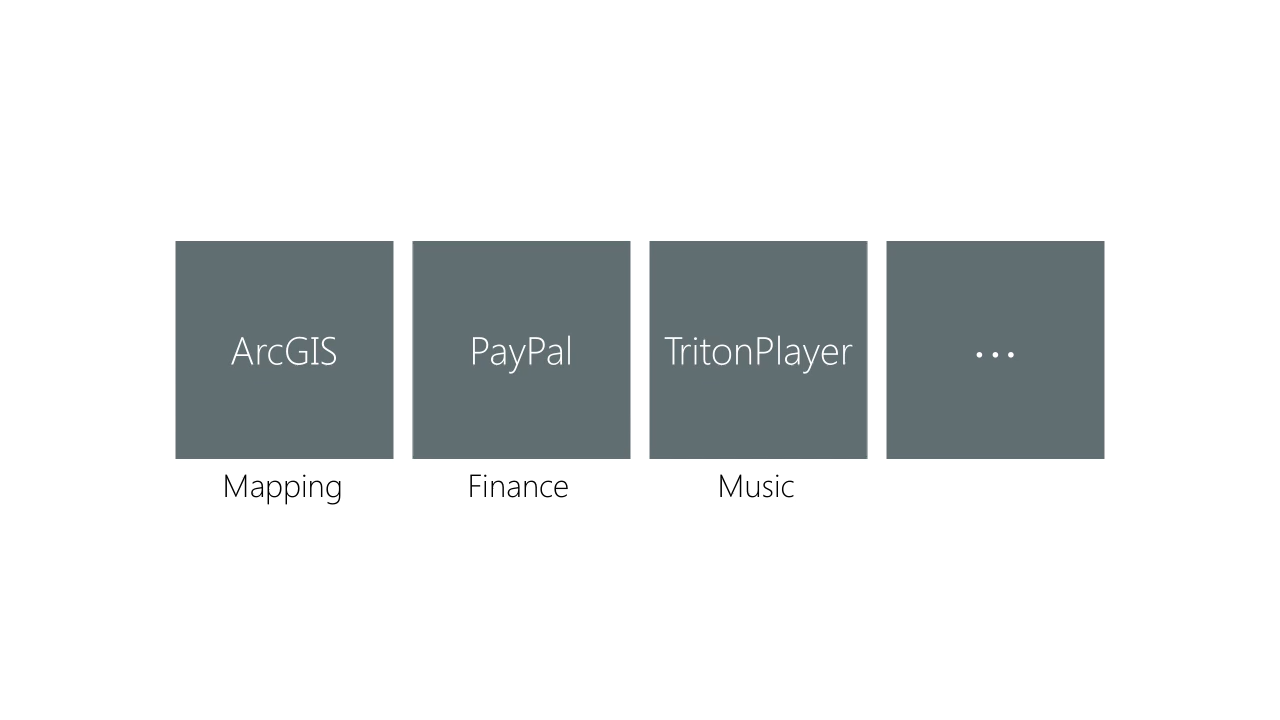 ArcGIS
PayPal
TritonPlayer
...
Mapping
Finance
Music